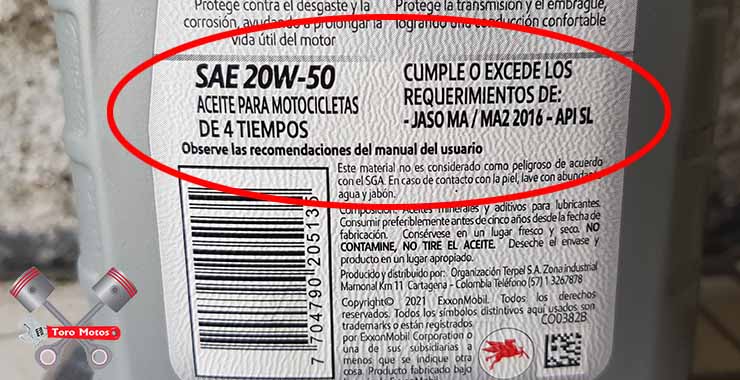 Protege contra el desgaste y la
corrosión, ayudando a prolongar la
vida útil del motor
Protege la transmisión y el embrague,
logrando una conducción confortable
SAE 20W-50
ACEITE PARA MOTOCICLETAS
DE 4 TIEMPOS
CUMPLE O EXCEDE LOS
REQUERIMIENTOS DE:
- JASO MA / MA2 2016 - API SL
Observe las recomendaciones del manual del usuario
Este material no es considerado como peligroso de acuerdo
con el SGA. En caso de contacto con la piel, lave con abundante
agua y jabón.
Composición: Aceites minerales y aditivos para lubricantes.
Consumir preferiblemente antes de cinco años desde la fecha de
fabricación. Consérvese en un lugar fresco y seco. NO
CONTAMINE, NO TIRE EL ACEITE. Deseche el envase y
producto en un lugar apropiado.
Producido y distribuido por: Organización Terpel S.A. Zona industrial
Mamonal Km 11 Cartagena - Colombia Teléfono (57) 1 3267878
Copyright© 2021 ExxonMobil. Todos los derechos
reservados. Todos los símbolos distintivos aquí usados son
trademarks o están registrados
por ExxonMobil Corporation o
una de sus subsidiarias a
menos que se indique otra
cosa. Producto fabricado bajo
CO0382B
7 704790 205135
Toro Motos